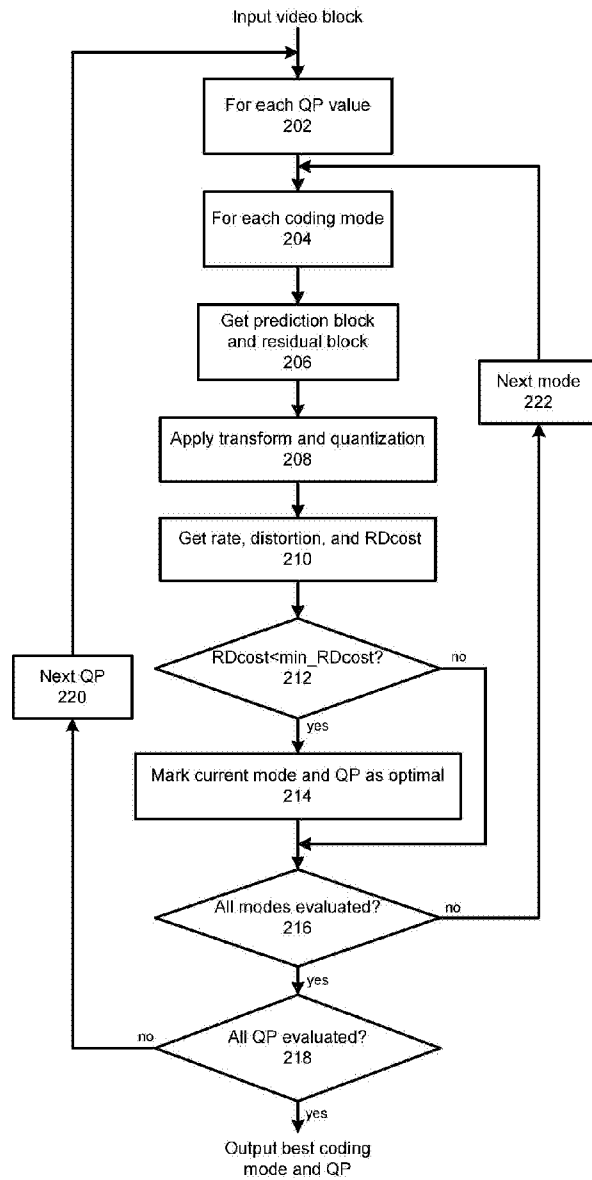 Input video block
For each QP value
202
For each coding mode
204
Get prediction block
and residual block
206
Next mode
222
Apply transform and quantization
208
Get rate, distortion, and RDcost
210
RDcost<min_RDcost?
212
no
Next QP
220
yes
Mark current mode and QP as optimal
214
All modes evaluated?
216
no
yes
All QP evaluated?
218
no
yes
Output best coding
mode and QP